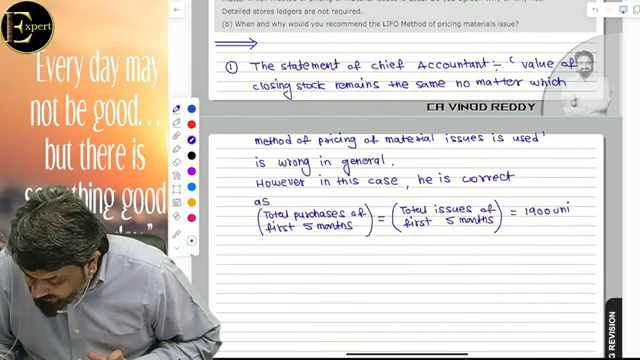 Expert
Every day may
not be good...
but there is
something good
Detailed stores ledgers are not required.
(b) When and why would you recommend the LIFO Method of pricing materials issue?
① The statement of chief Accountant :- 'value of
closing stock remains the same no matter which
CA VINOD REDDY
method of pricing of material issues is used'
is wrong in general.
However in this case, he is correct
as
(Total purchases of first 5 months) = (Total issues of first 5 months) = 1900 uni
REVISION